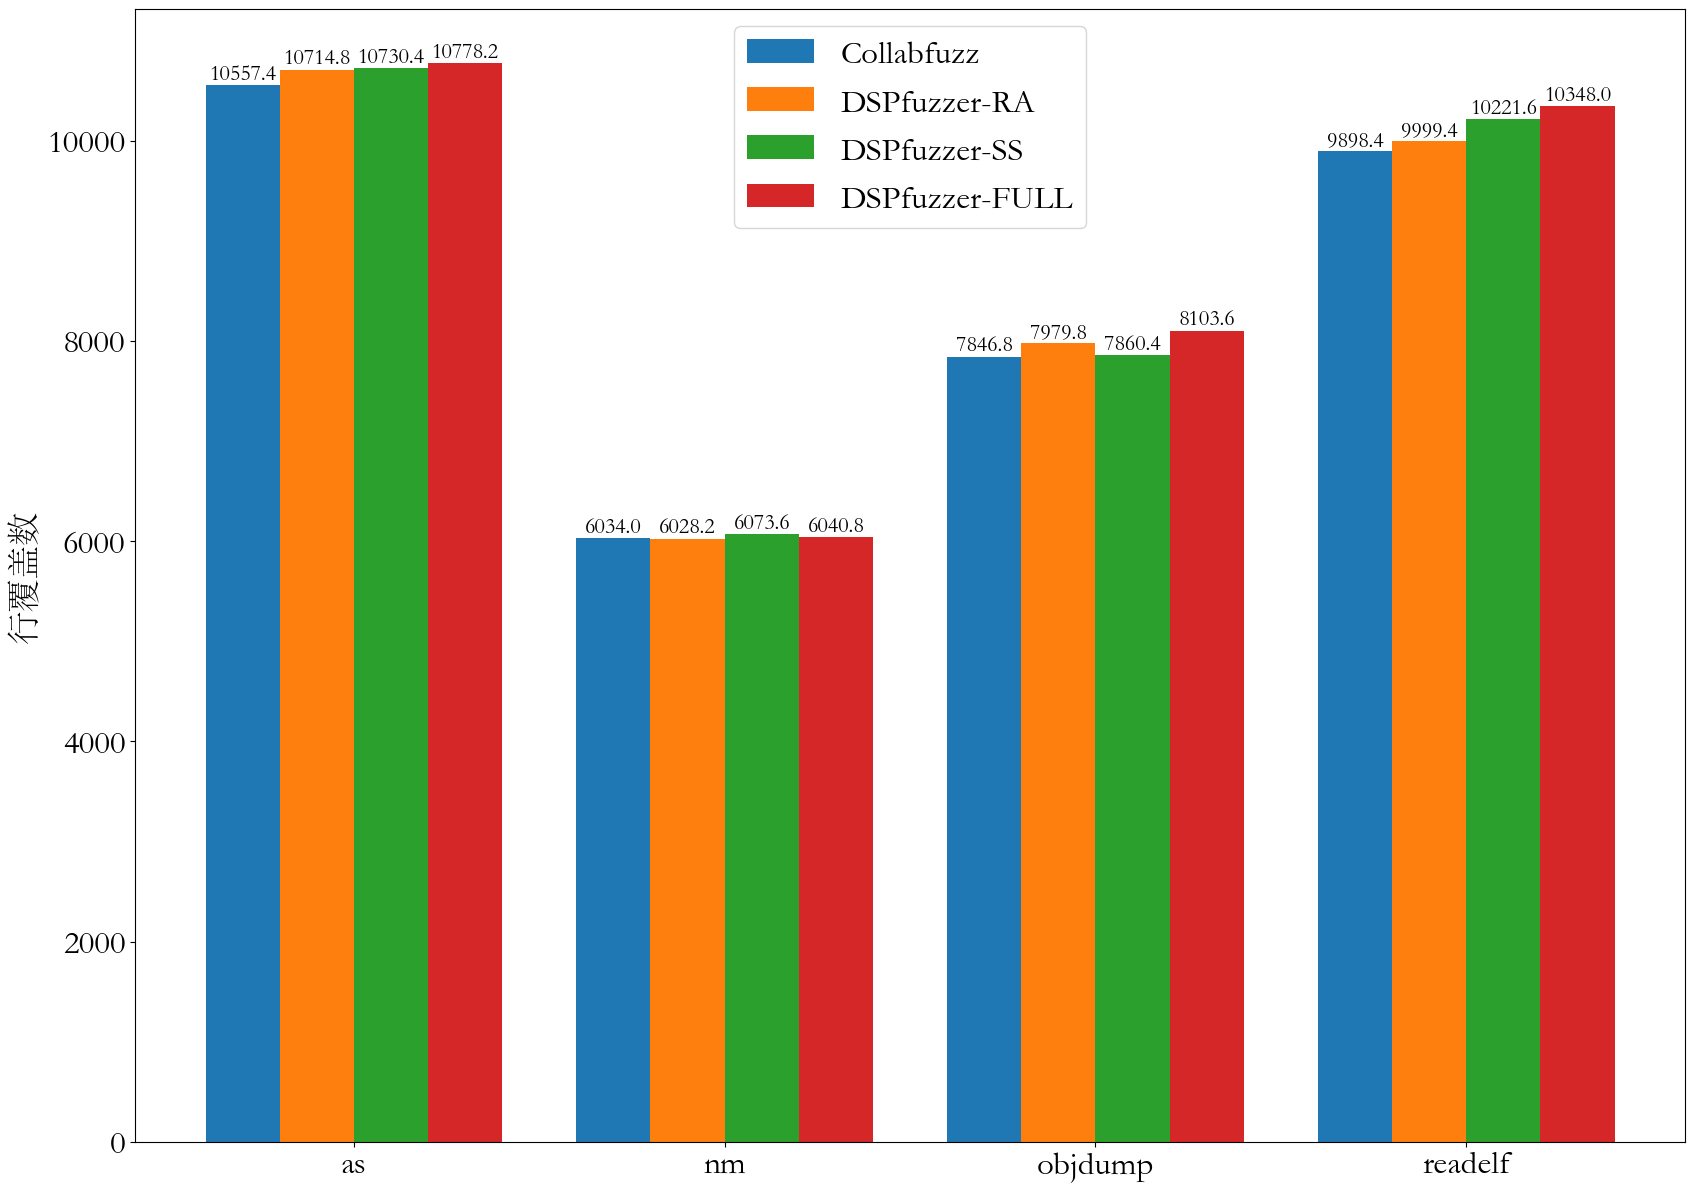 10557.4 10714.8 10730.4 10778.2
6034.0 6028.2 6073.6 6040.8
7846.8 7979.8 7860.4 8103.6
9898.4 9999.4 10221.6 10348.0
Collabfuzz
DSPfuzzer-RA
DSPfuzzer-SS
DSPfuzzer-FULL
行覆盖数
10000
8000
6000
4000
2000
0
as nm objdump readelf